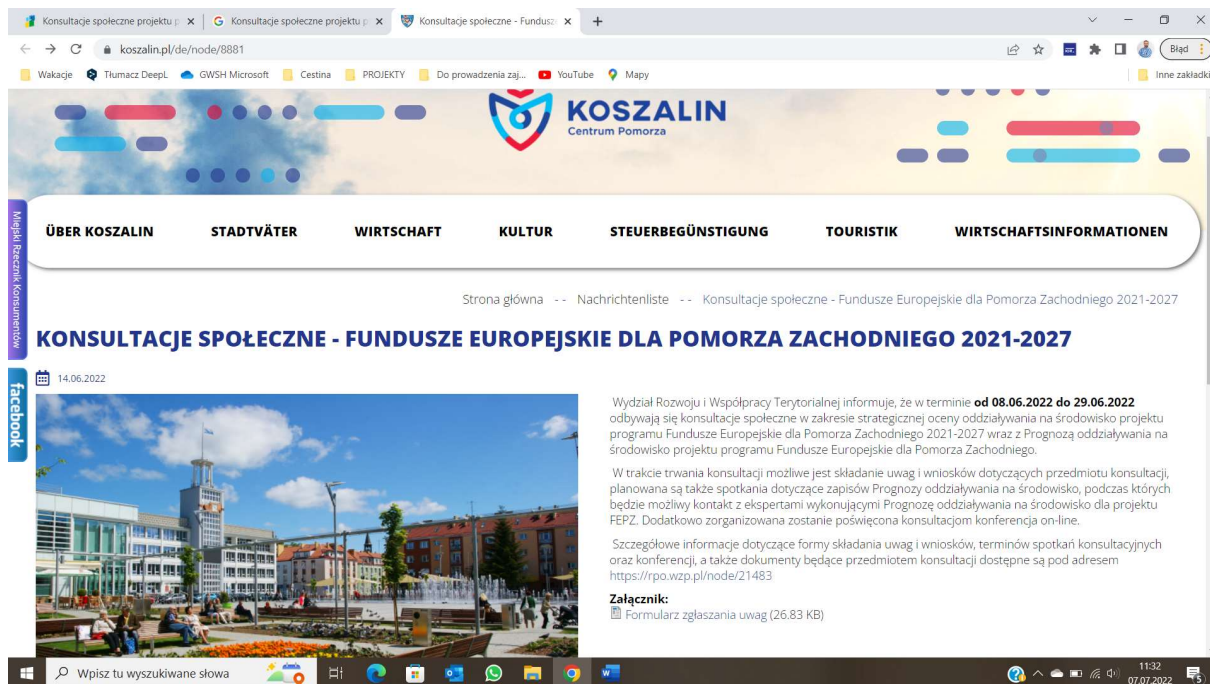 Konsultacje społeczne projektu p
Konsultacje społeczne projektu p
Konsultacje społeczne - Fundusz
koszalin.pl/de/node/8881
Błąd
Wakacje
Tłumacz DeepL
GWSH Microsoft
Cestina
PROJEKTY
Do prowadzenia zaj...
YouTube
Mapy
Inne zakładki
KOSZALIN
Centrum Pomorza
Miejski Rzecznik Konsumentów
facebook
ÜBER KOSZALIN
STADTVÄTER
WIRTSCHAFT
KULTUR
STEUERBEGÜNSTIGUNG
TOURISTIK
WIRTSCHAFTSINFORMATIONEN
Strona główna -- Nachrichtenliste -- Konsultacje społeczne - Fundusze Europejskie dla Pomorza Zachodniego 2021-2027
KONSULTACJE SPOŁECZNE - FUNDUSZE EUROPEJSKIE DLA POMORZA ZACHODNIEGO 2021-2027
14.06.2022
Wydział Rozwoju i Współpracy Terytorialnej informuje, że w terminie od 08.06.2022 do 29.06.2022
odbywają się konsultacje społeczne w zakresie strategicznej oceny oddziaływania na środowisko projektu
programu Fundusze Europejskie dla Pomorza Zachodniego 2021-2027 wraz z Prognozą oddziaływania na
środowisko projektu programu Fundusze Europejskie dla Pomorza Zachodniego.
W trakcie trwania konsultacji możliwe jest składanie uwag i wniosków dotyczących przedmiotu konsultacji,
planowana są także spotkania dotyczące zapisów Prognozy oddziaływania na środowisko, podczas których
będzie możliwy kontakt z ekspertami wykonującymi Prognozę oddziaływania na środowisko dla projektu
FEPZ. Dodatkowo zorganizowana zostanie poświęcona konsultacjom konferencja on-line.
Szczegółowe informacje dotyczące formy składania uwag i wniosków, terminów spotkań konsultacyjnych
oraz konferencji, a także dokumenty będące przedmiotem konsultacji dostępne są pod adresem
https://rpo.wzp.pl/node/21483
Załącznik:
Formularz zgłaszania uwag (26.83 KB)
Wpisz tu wyszukiwane słowa
11:32
07.07.2022